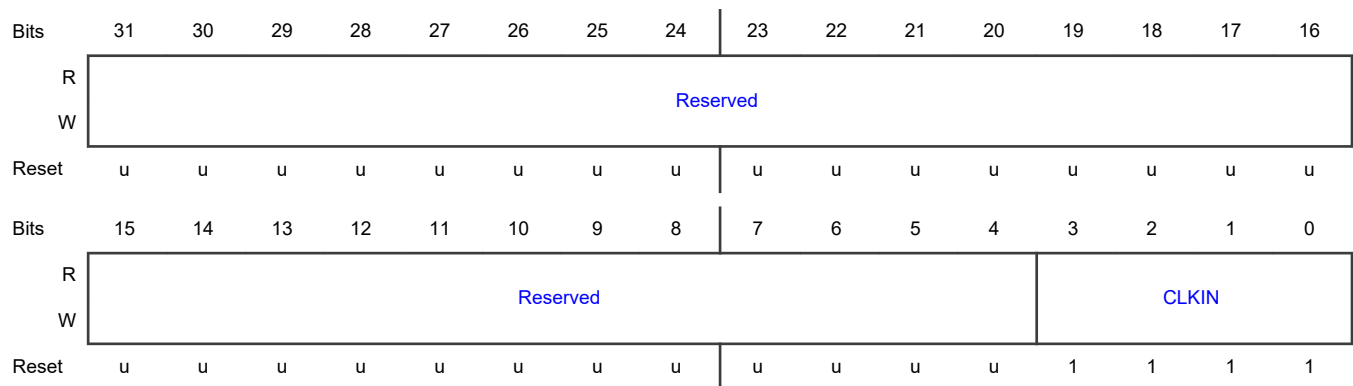 Bits 31 30 29 28 27 26 25 24 23 22 21 20 19 18 17 16
R
Reserved
W
Reset u u u u u u u u u u u u u u u u
Bits 15 14 13 12 11 10 9 8 7 6 5 4 3 2 1 0
R
Reserved CLKIN
W
Reset u u u u u u u u u u u u 1 1 1 1